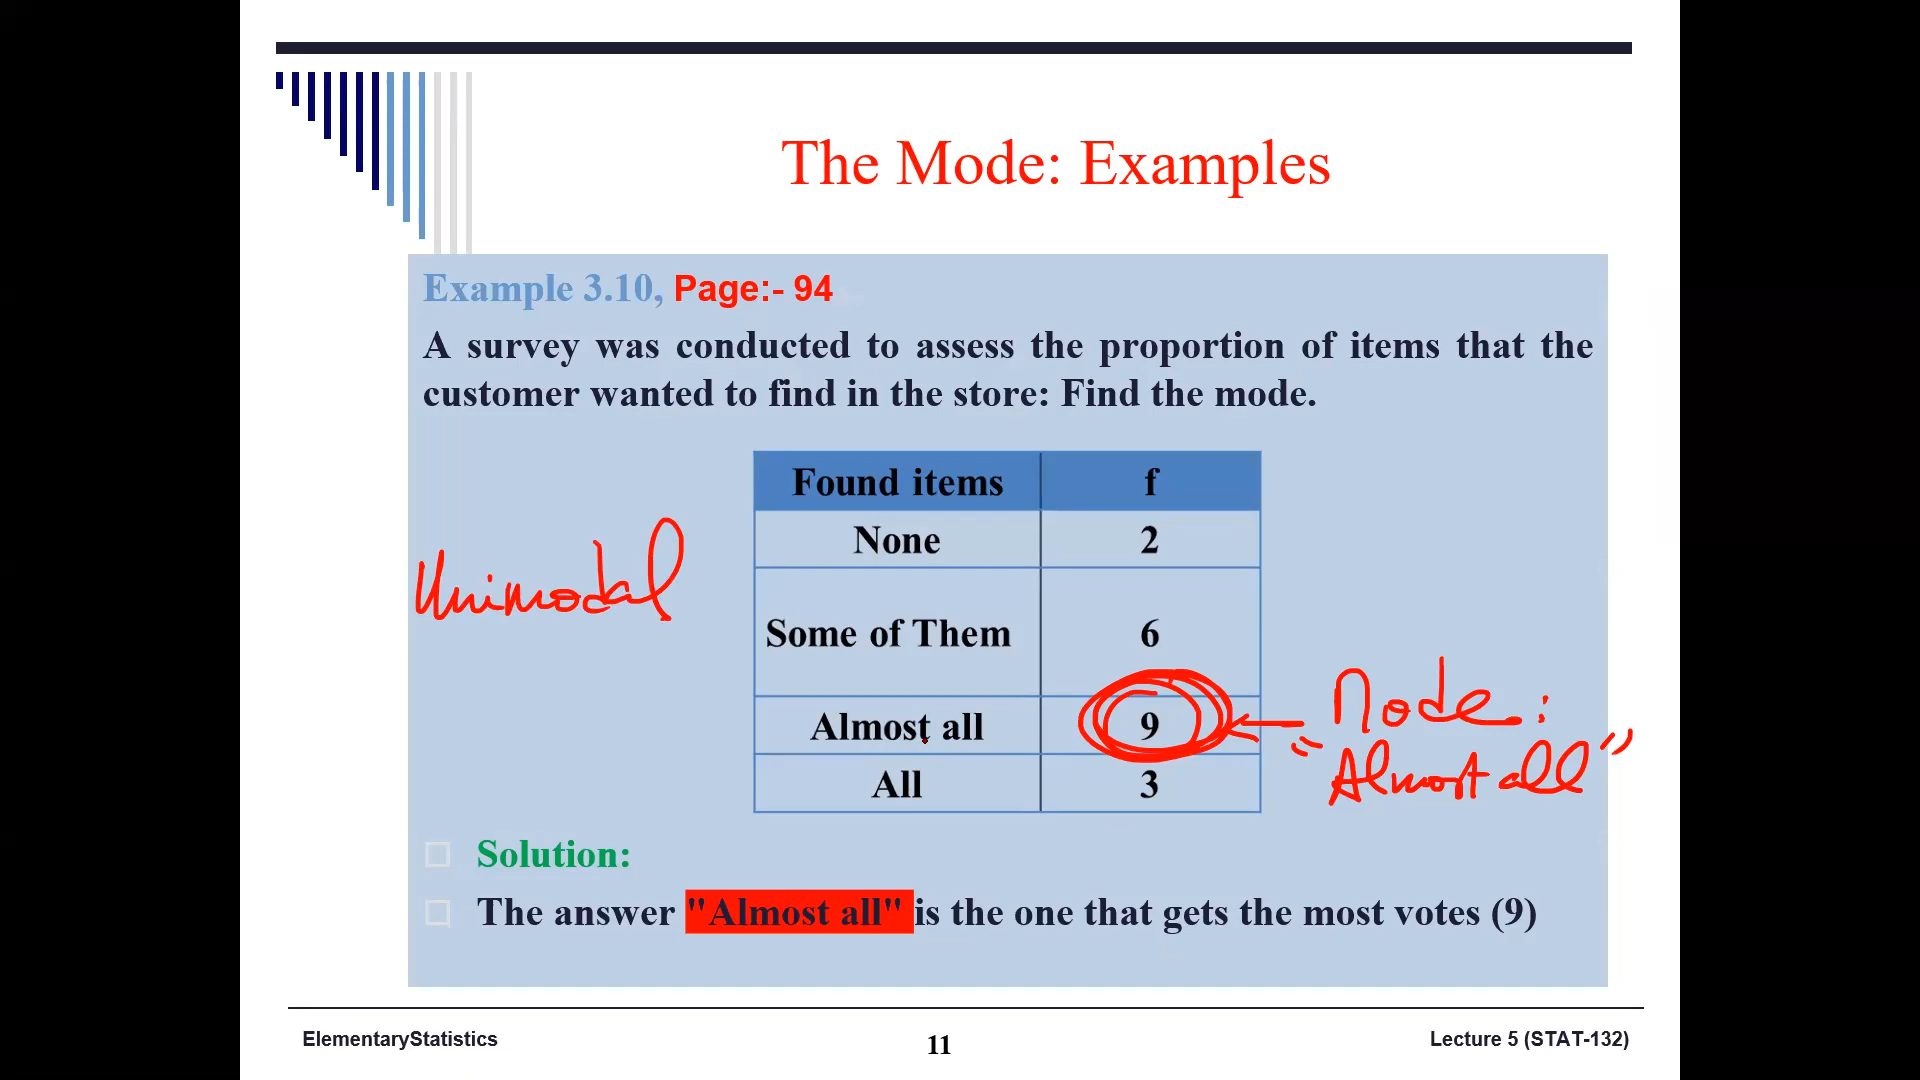 The Mode: Examples
Example 3.10, Page:- 94
A survey was conducted to assess the proportion of items that the
customer wanted to find in the store: Find the mode.
Found items f
None 2
Unimodal
Some of Them 6
Almost all 9
Mode:
"Almost all"
All 3
Solution:
The answer "Almost all" is the one that gets the most votes (9)
ElementaryStatistics 11 Lecture 5 (STAT-132)